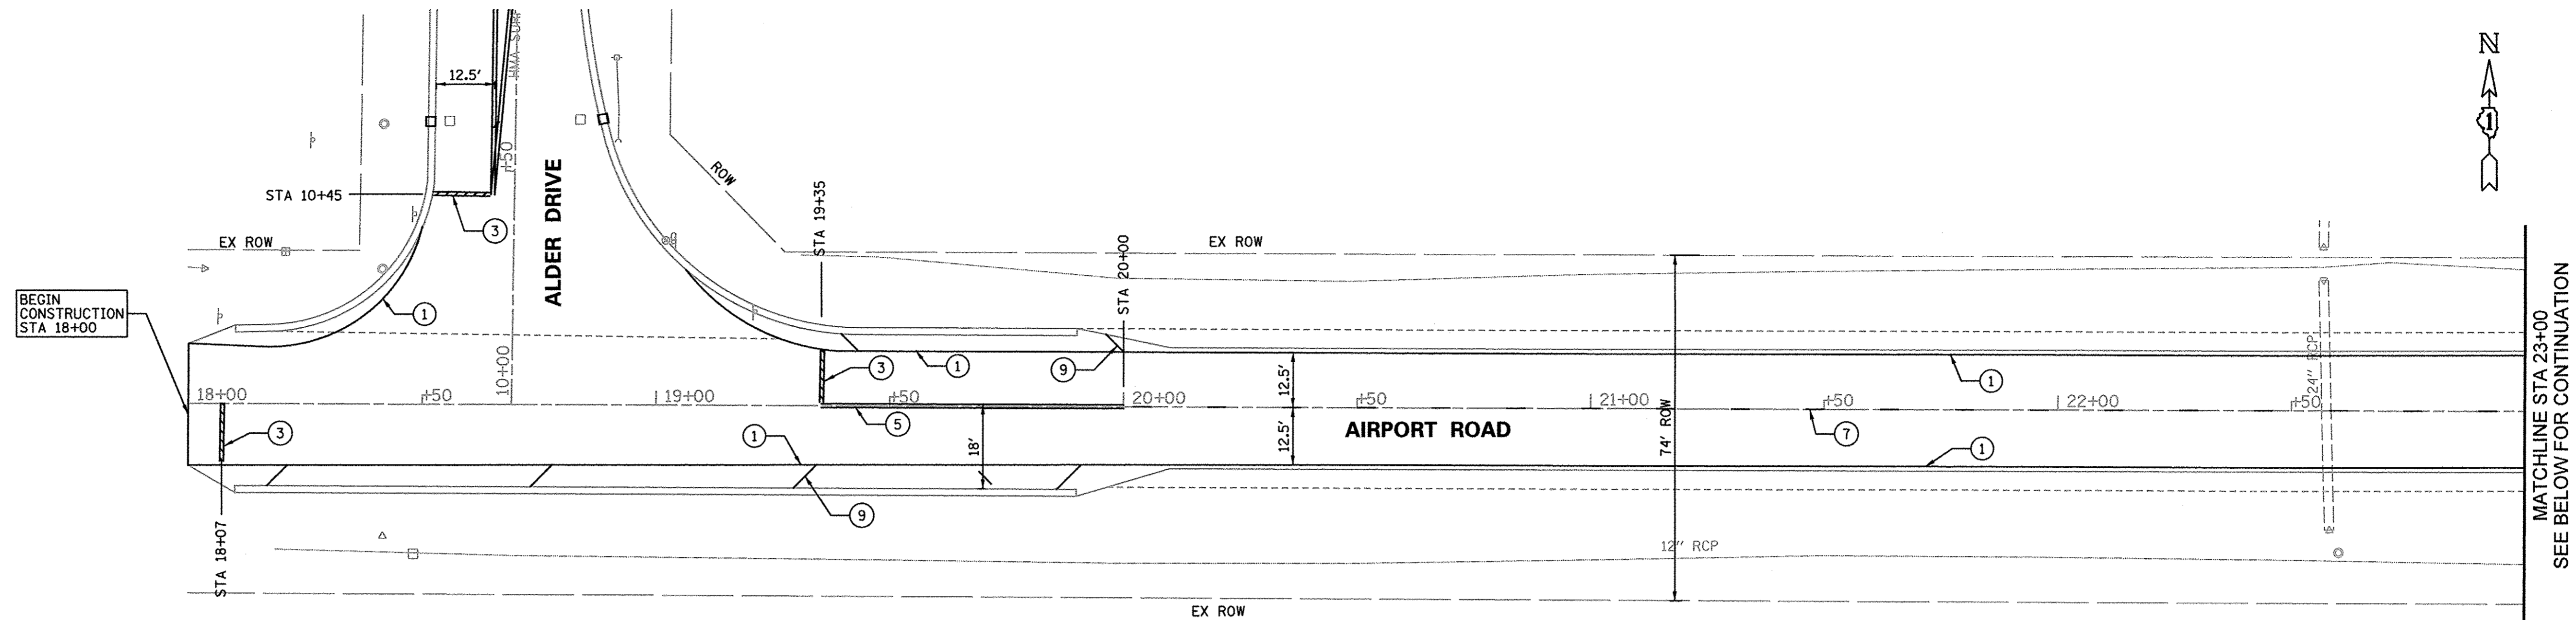 HMA SURF
12.5'
N
1
+50
STA 10+45
ALDER DRIVE
ROW
3
STA 19+35
EX ROW
EX ROW
STA 20+00
BEGIN
CONSTRUCTION
STA 18+00
1
10+00
3
1
9
12.5'
24" RCP
1
MATCHLINE STA 23+00
SEE BELOW FOR CONTINUATION
18+00
+50
19+00
+50
20+00
+50
21+00
+50
22+00
+50
3
5
18'
12.5'
AIRPORT ROAD
74' ROW
7
1
1
9
STA 18+07
12" RCP
EX ROW